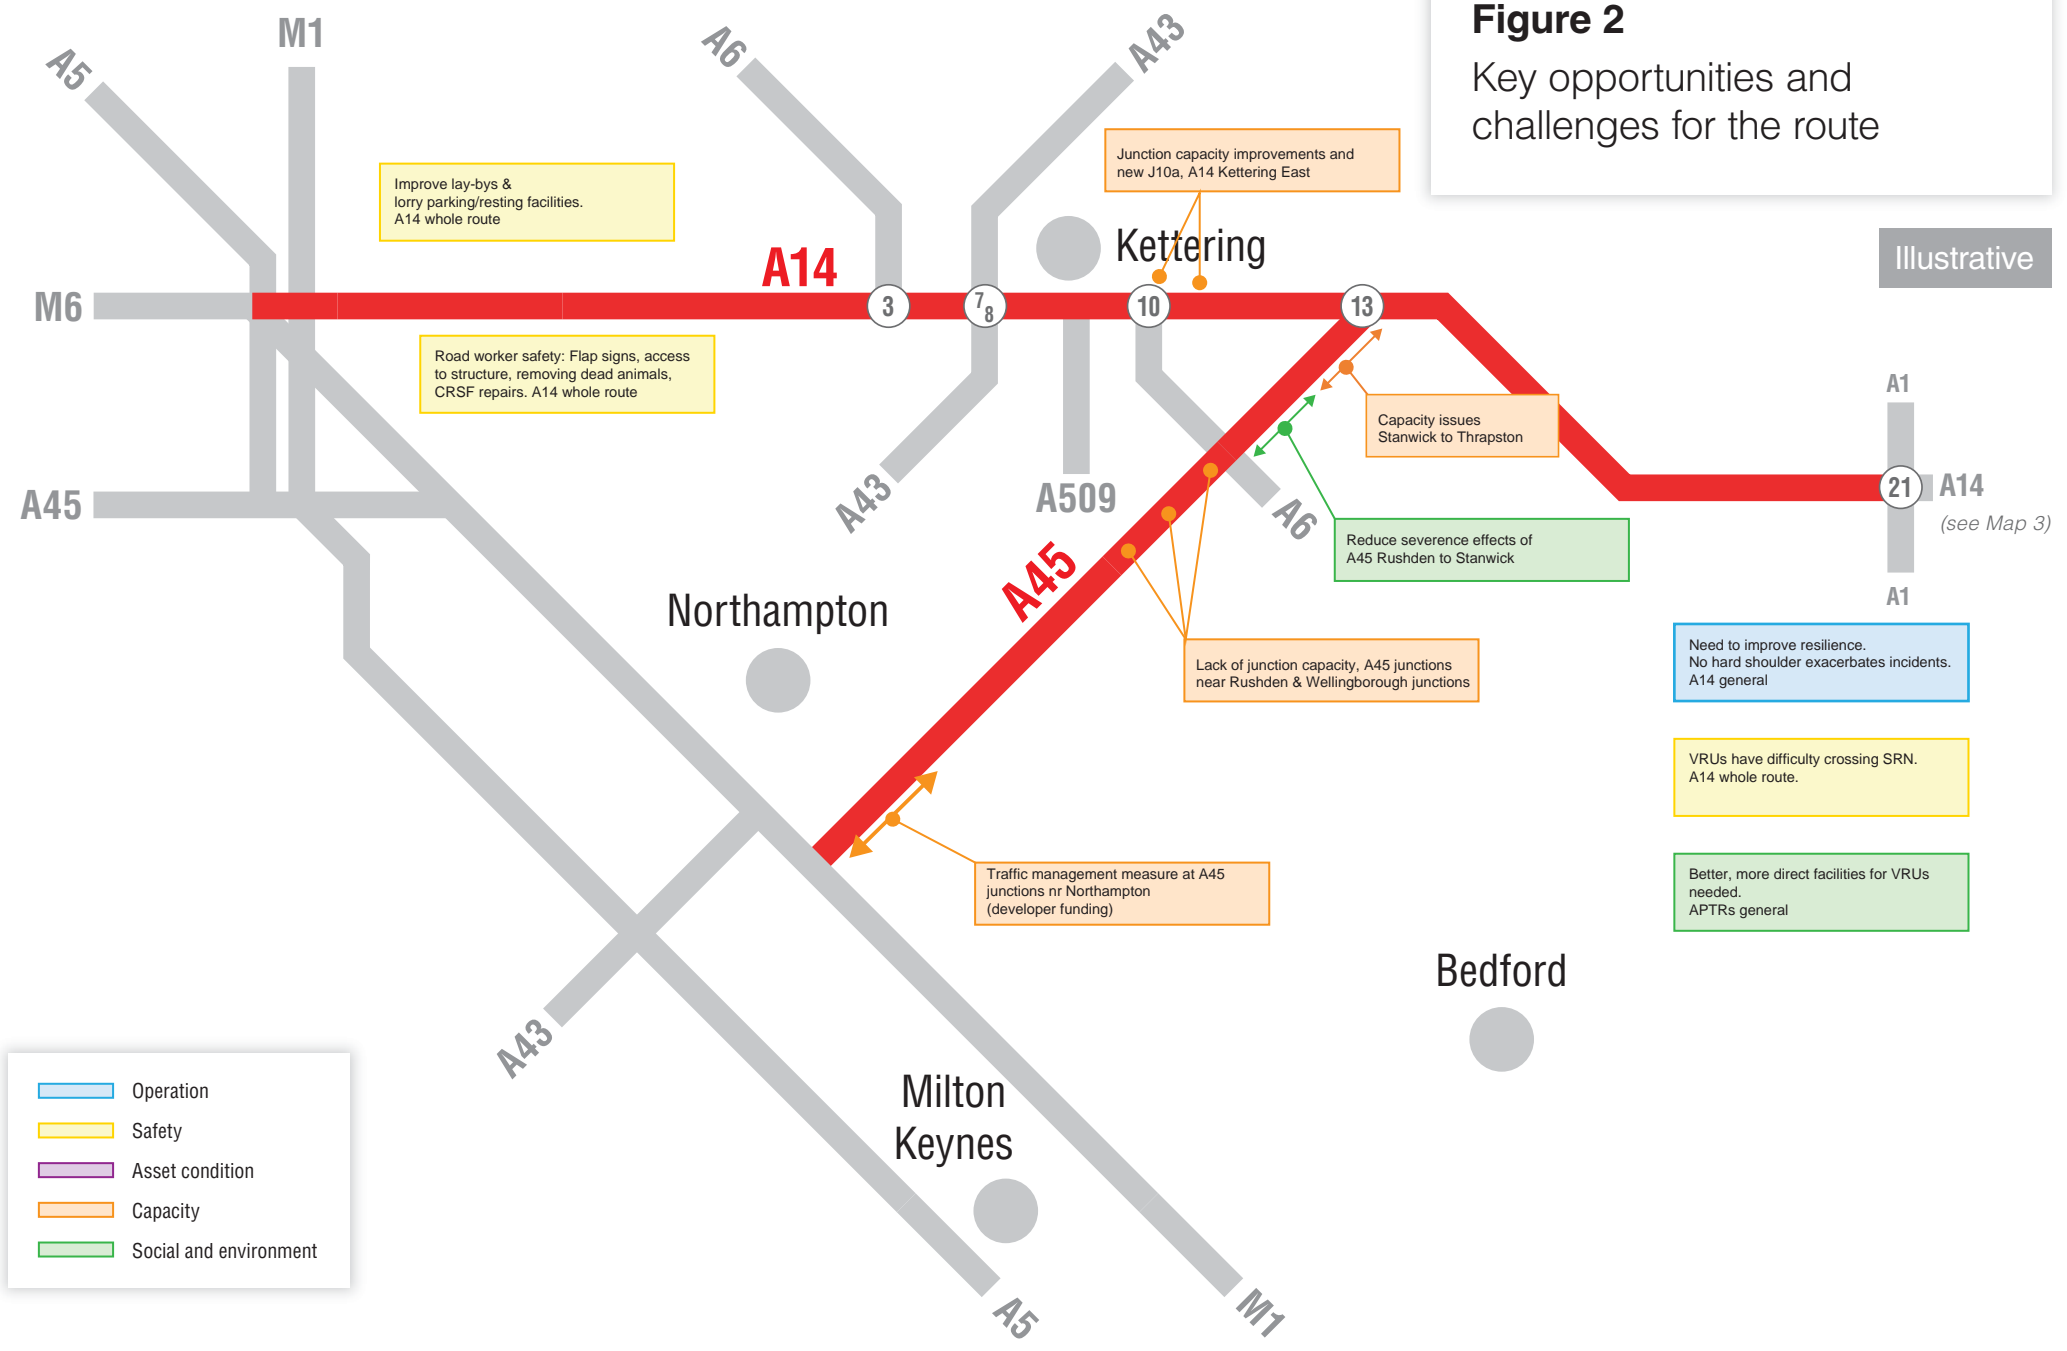 Figure 2
Key opportunities and
challenges for the route
Illustrative
M1
A5
A6
A43
Junction capacity improvements and
new J10a, A14 Kettering East
Improve lay-bys &
lorry parking/resting facilities.
A14 whole route
Kettering
A14
M6
3
7
8
10
13
Road worker safety: Flap signs, access
to structure, removing dead animals,
CRSF repairs. A14 whole route
Capacity issues
Stanwick to Thrapston
A1
A45
A43
A509
A6
21
A14
(see Map 3)
Reduce severence effects of
A45 Rushden to Stanwick
A1
A45
Northampton
Lack of junction capacity, A45 junctions
near Rushden & Wellingborough junctions
Need to improve resilience.
No hard shoulder exacerbates incidents.
A14 general
VRUs have difficulty crossing SRN.
A14 whole route.
Traffic management measure at A45
junctions nr Northampton
(developer funding)
Better, more direct facilities for VRUs
needed.
APTRs general
Bedford
A43
Milton
Keynes
Operation
Safety
Asset condition
Capacity
Social and environment
A5
M1